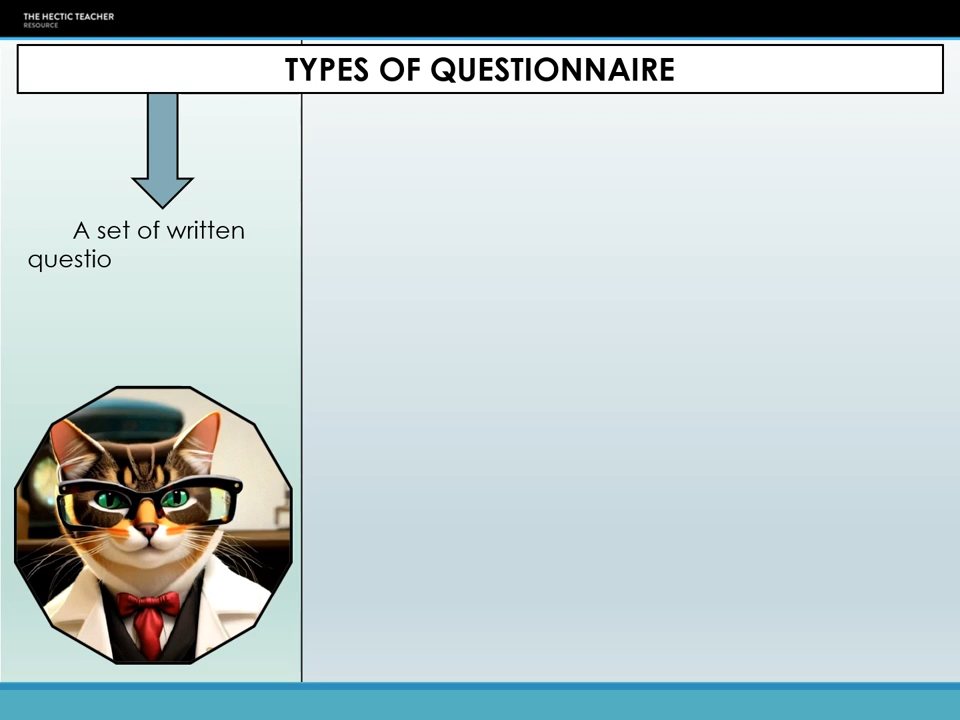 THE HECTIC TEACHER
RESOURCE
TYPES OF QUESTIONNAIRE
A set of written
questio